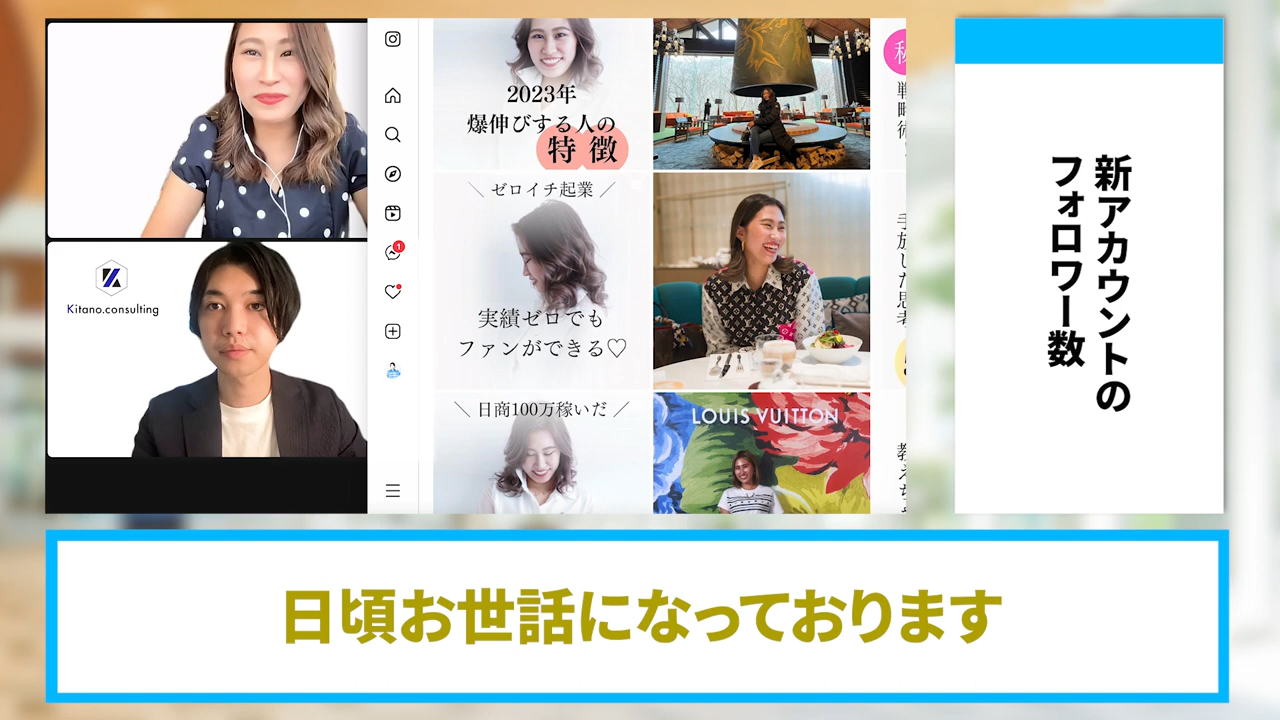 Kitano.consulting
1
2023年
爆伸びする人の
特徴
＼ ゼロイチ起業 ／
実績ゼロでも
ファンができる♡
＼ 日商100万稼いだ ／
LOUIS VUITTON
新アカウントの
フォロワー数
日頃お世話になっております